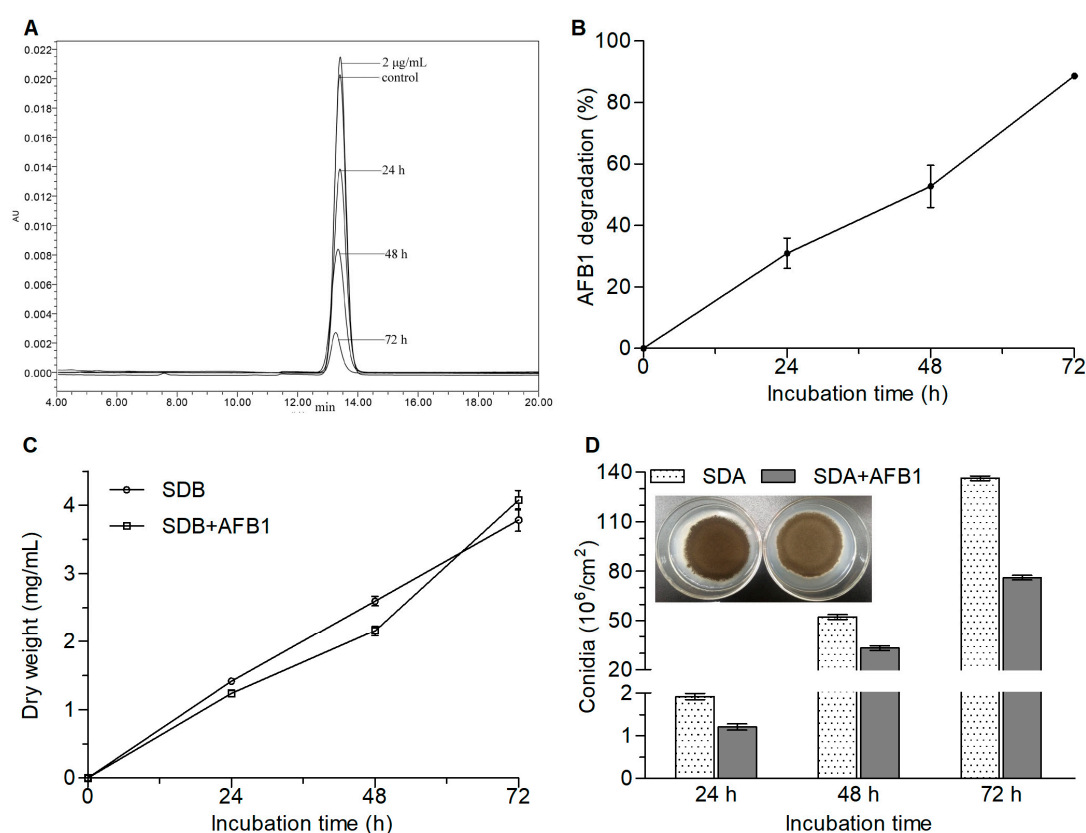 A
0.022
0.020
0.018
0.016
0.014
0.012
0.010
0.008
0.006
0.004
0.002
0.000
AU
2 μg/mL
control
24 h
48 h
72 h
4.00 6.00 8.00 10.00 12.00 14.00 16.00 18.00 20.00
min
B
100
80
60
40
20
0
AFB1 degradation (%)
0 24 48 72
Incubation time (h)
C
4
3
2
1
0
Dry weight (mg/mL)
SDB
SDB+AFB1
0 24 48 72
Incubation time (h)
D
140
110
80
50
20
2
1
0
Conidia (10⁶/cm²)
SDA SDA+AFB1
24 h 48 h 72 h
Incubation time